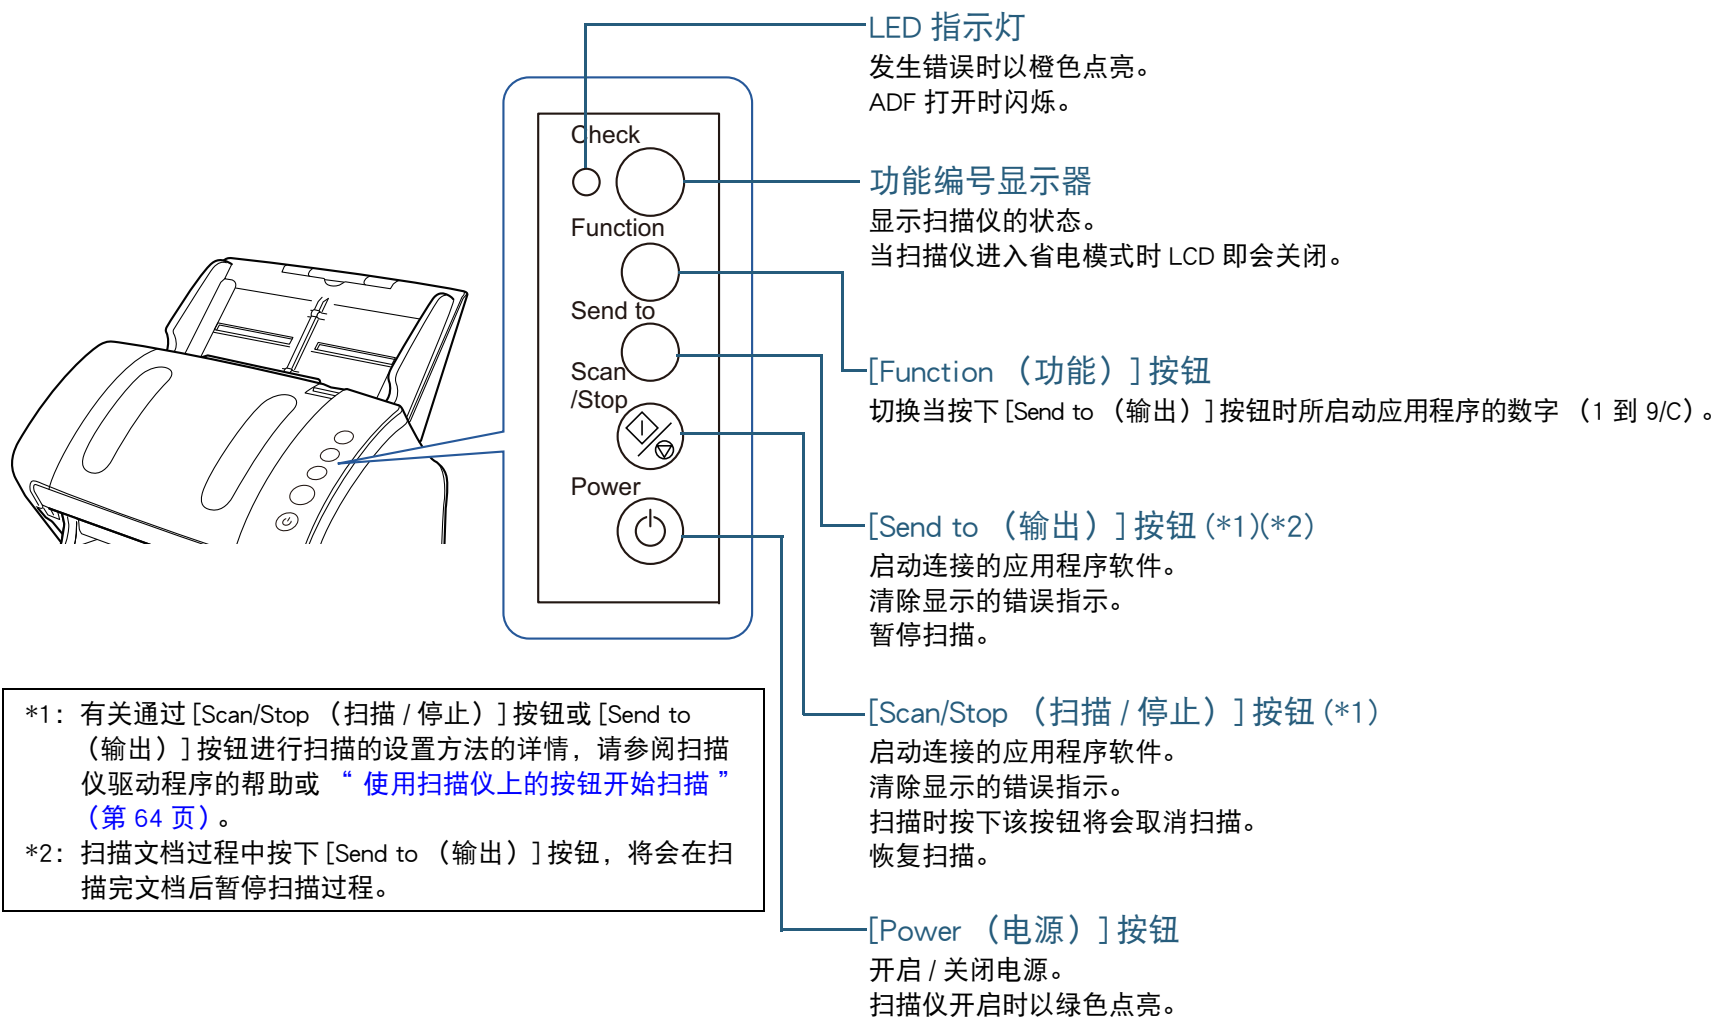 LED 指示灯
发生错误时以橙色点亮。
ADF 打开时闪烁。
Check
功能编号显示器
显示扫描仪的状态。
当扫描仪进入省电模式时 LCD 即会关闭。
Function
Send to
Scan
/Stop
Power
[Function （功能）] 按钮
切换当按下 [Send to （输出）] 按钮时所启动应用程序的数字 （1 到 9/C）。
[Send to （输出）] 按钮 (*1)(*2)
启动连接的应用程序软件。
清除显示的错误指示。
暂停扫描。
[Scan/Stop （扫描 / 停止）] 按钮 (*1)
启动连接的应用程序软件。
清除显示的错误指示。
扫描时按下该按钮将会取消扫描。
恢复扫描。
[Power （电源）] 按钮
开启 / 关闭电源。
扫描仪开启时以绿色点亮。
*1：有关通过 [Scan/Stop （扫描 / 停止）] 按钮或 [Send to
（输出）] 按钮进行扫描的设置方法的详情，请参阅扫描
仪驱动程序的帮助或 “ 使用扫描仪上的按钮开始扫描 ”
（第 64 页）。
*2：扫描文档过程中按下 [Send to （输出）] 按钮，将会在扫
描完文档后暂停扫描过程。